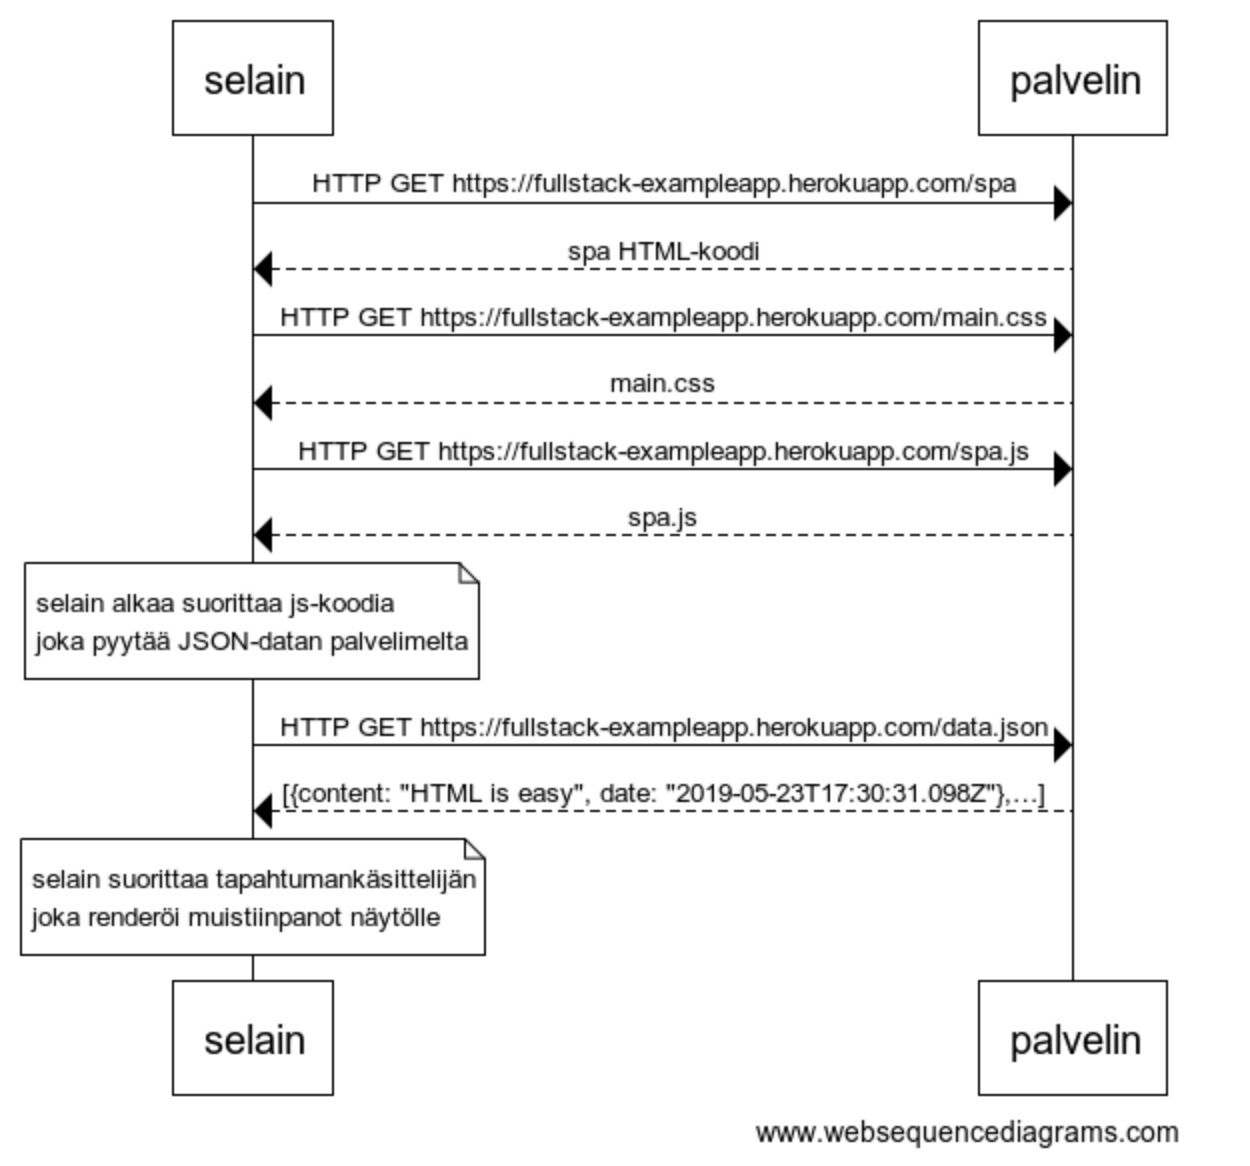 selain palvelin
HTTP GET https://fullstack-exampleapp.herokuapp.com/spa
spa HTML-koodi
HTTP GET https://fullstack-exampleapp.herokuapp.com/main.css
main.css
HTTP GET https://fullstack-exampleapp.herokuapp.com/spa.js
spa.js
selain alkaa suorittaa js-koodia
joka pyytää JSON-datan palvelimelta
HTTP GET https://fullstack-exampleapp.herokuapp.com/data.json
[{content: "HTML is easy", date: "2019-05-23T17:30:31.098Z"},...]
selain suorittaa tapahtumankäsittelijän
joka renderöi muistiinpanot näytölle
selain palvelin
www.websequencediagrams.com